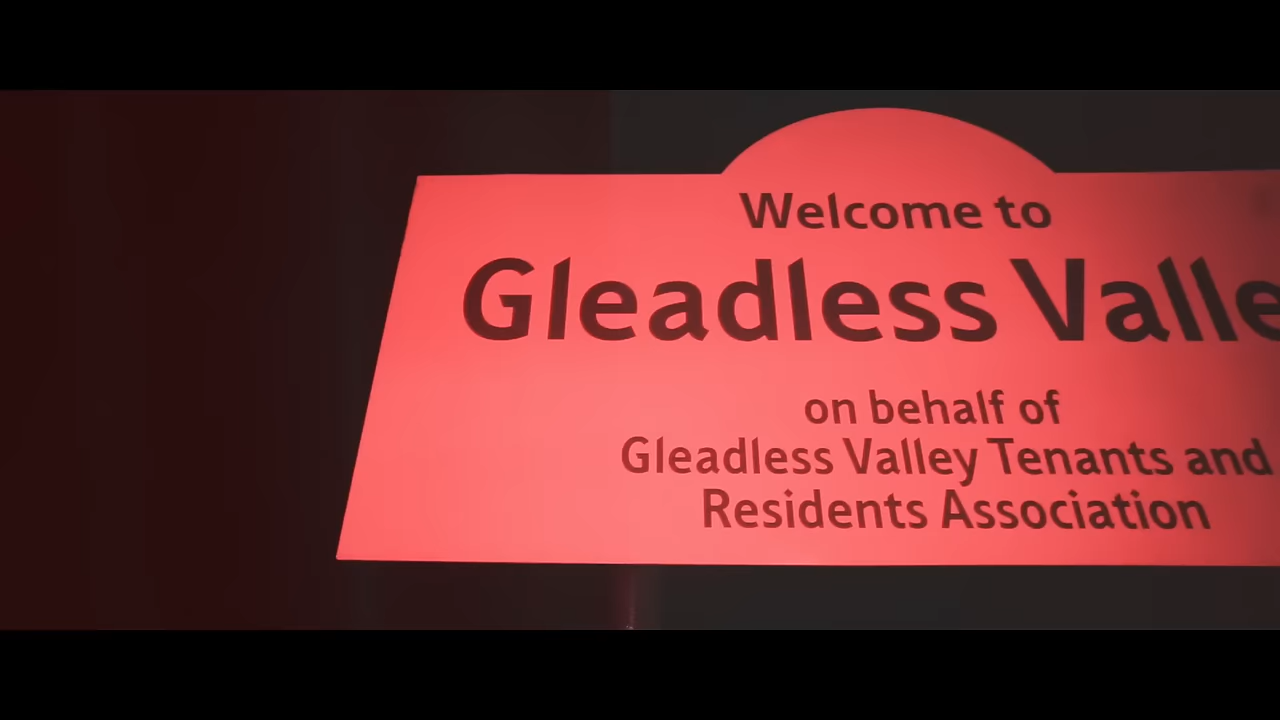 Welcome to
Gleadless Valle
on behalf of
Gleadless Valley Tenants and
Residents Association